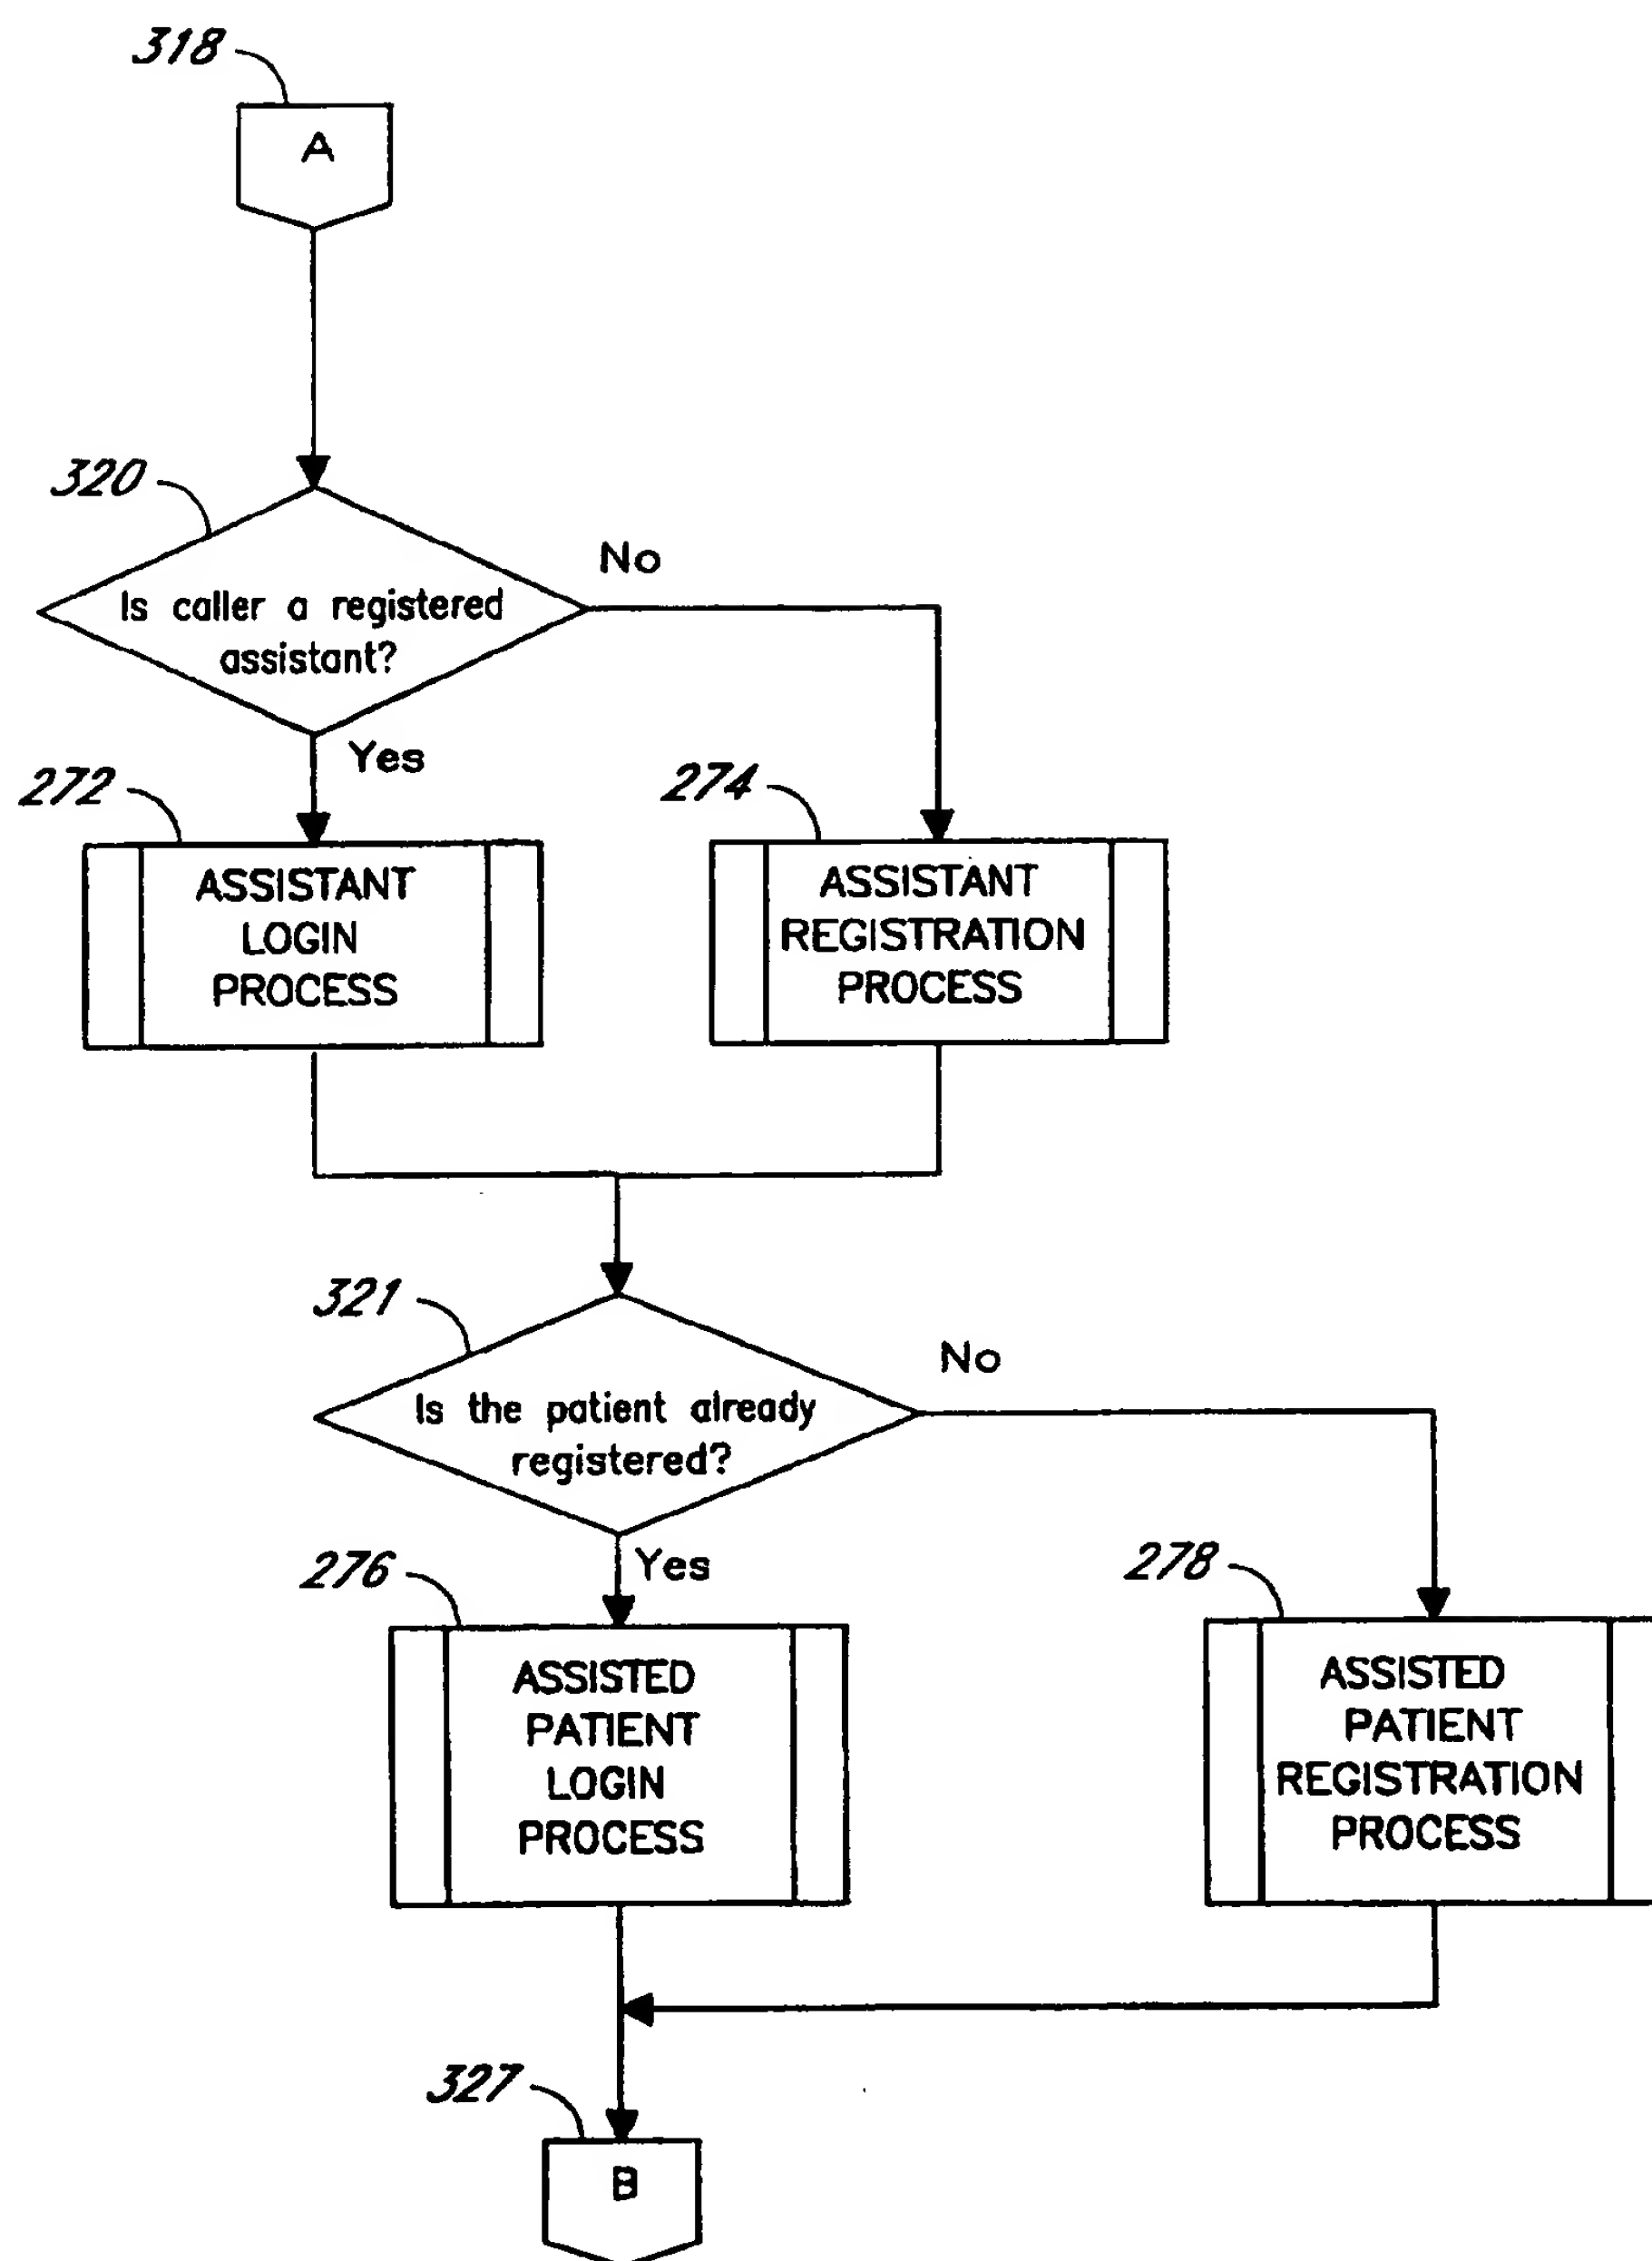 318
A
320
No
Is caller a registered
assistant?
Yes
272
274
ASSISTANT
LOGIN
PROCESS
ASSISTANT
REGISTRATION
PROCESS
321
No
Is the patient already
registered?
Yes
276
278
ASSISTED
PATIENT
LOGIN
PROCESS
ASSISTED
PATIENT
REGISTRATION
PROCESS
327
B